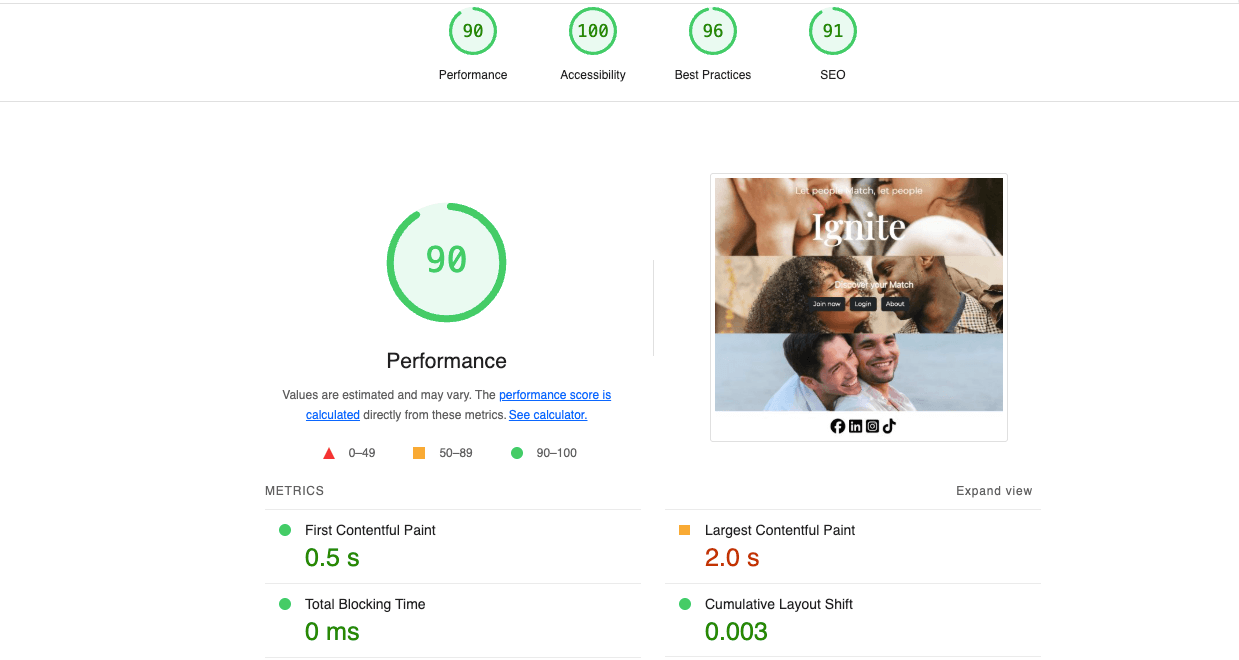 90
100
96
91
Performance
Accessibility
Best Practices
SEO
90
Performance
Values are estimated and may vary. The performance score is
calculated directly from these metrics. See calculator.
0–49
50–89
90–100
Let people Match, let people
Ignite
Discover your Match
Join now
Login
About
METRICS
Expand view
First Contentful Paint
0.5 s
Largest Contentful Paint
2.0 s
Total Blocking Time
0 ms
Cumulative Layout Shift
0.003